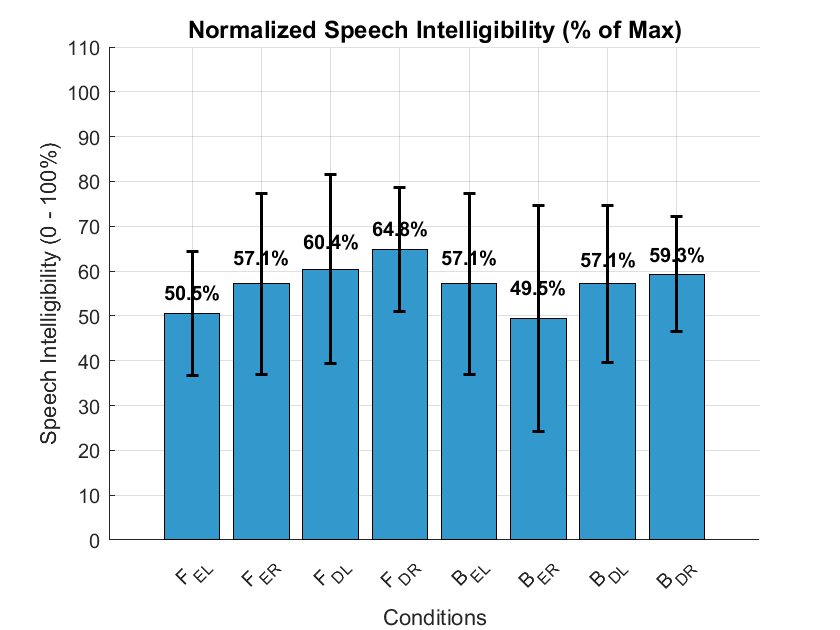 Normalized Speech Intelligibility (% of Max)
Speech Intelligibility (0 - 100%)
110
100
90
80
70
60
50
40
30
20
10
0
50.5%
57.1%
60.4%
64.8%
57.1%
49.5%
57.1%
59.3%
F EL
F ER
F DL
F DR
B EL
B ER
B DL
B DR
Conditions